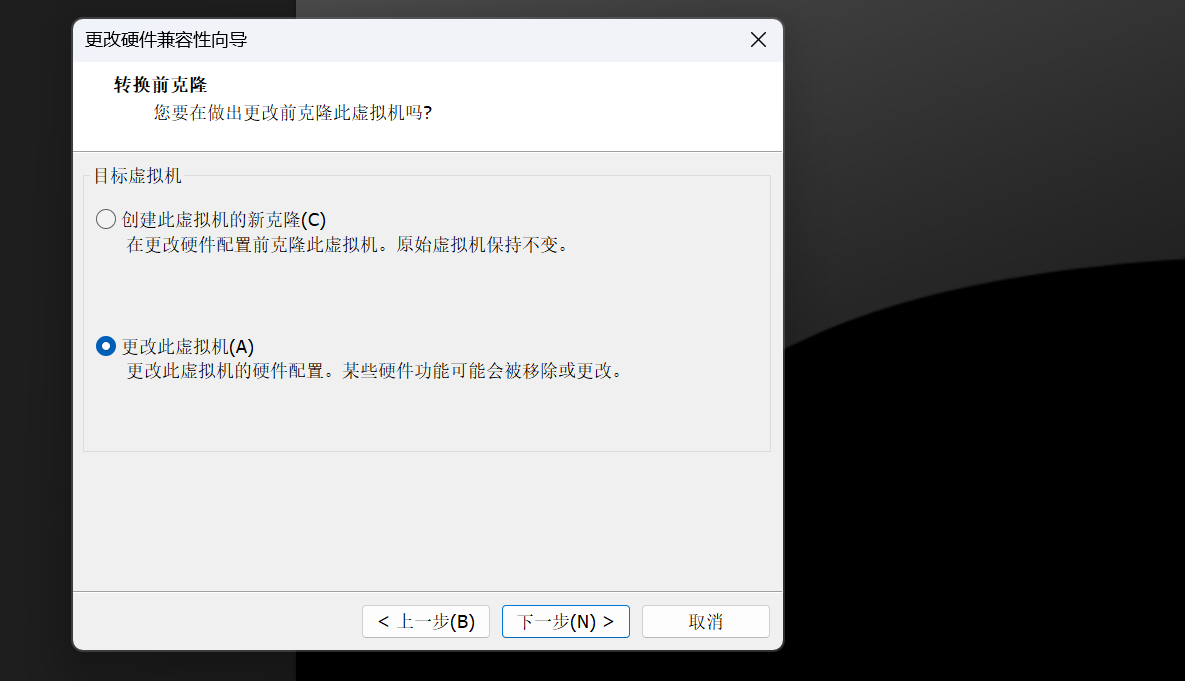 更改硬件兼容性向导
转换前克隆
您要在做出更改前克隆此虚拟机吗?
目标虚拟机
创建此虚拟机的新克隆(C)
在更改硬件配置前克隆此虚拟机。原始虚拟机保持不变。
更改此虚拟机(A)
更改此虚拟机的硬件配置。某些硬件功能可能会被移除或更改。
< 上一步(B) 下一步(N) > 取消